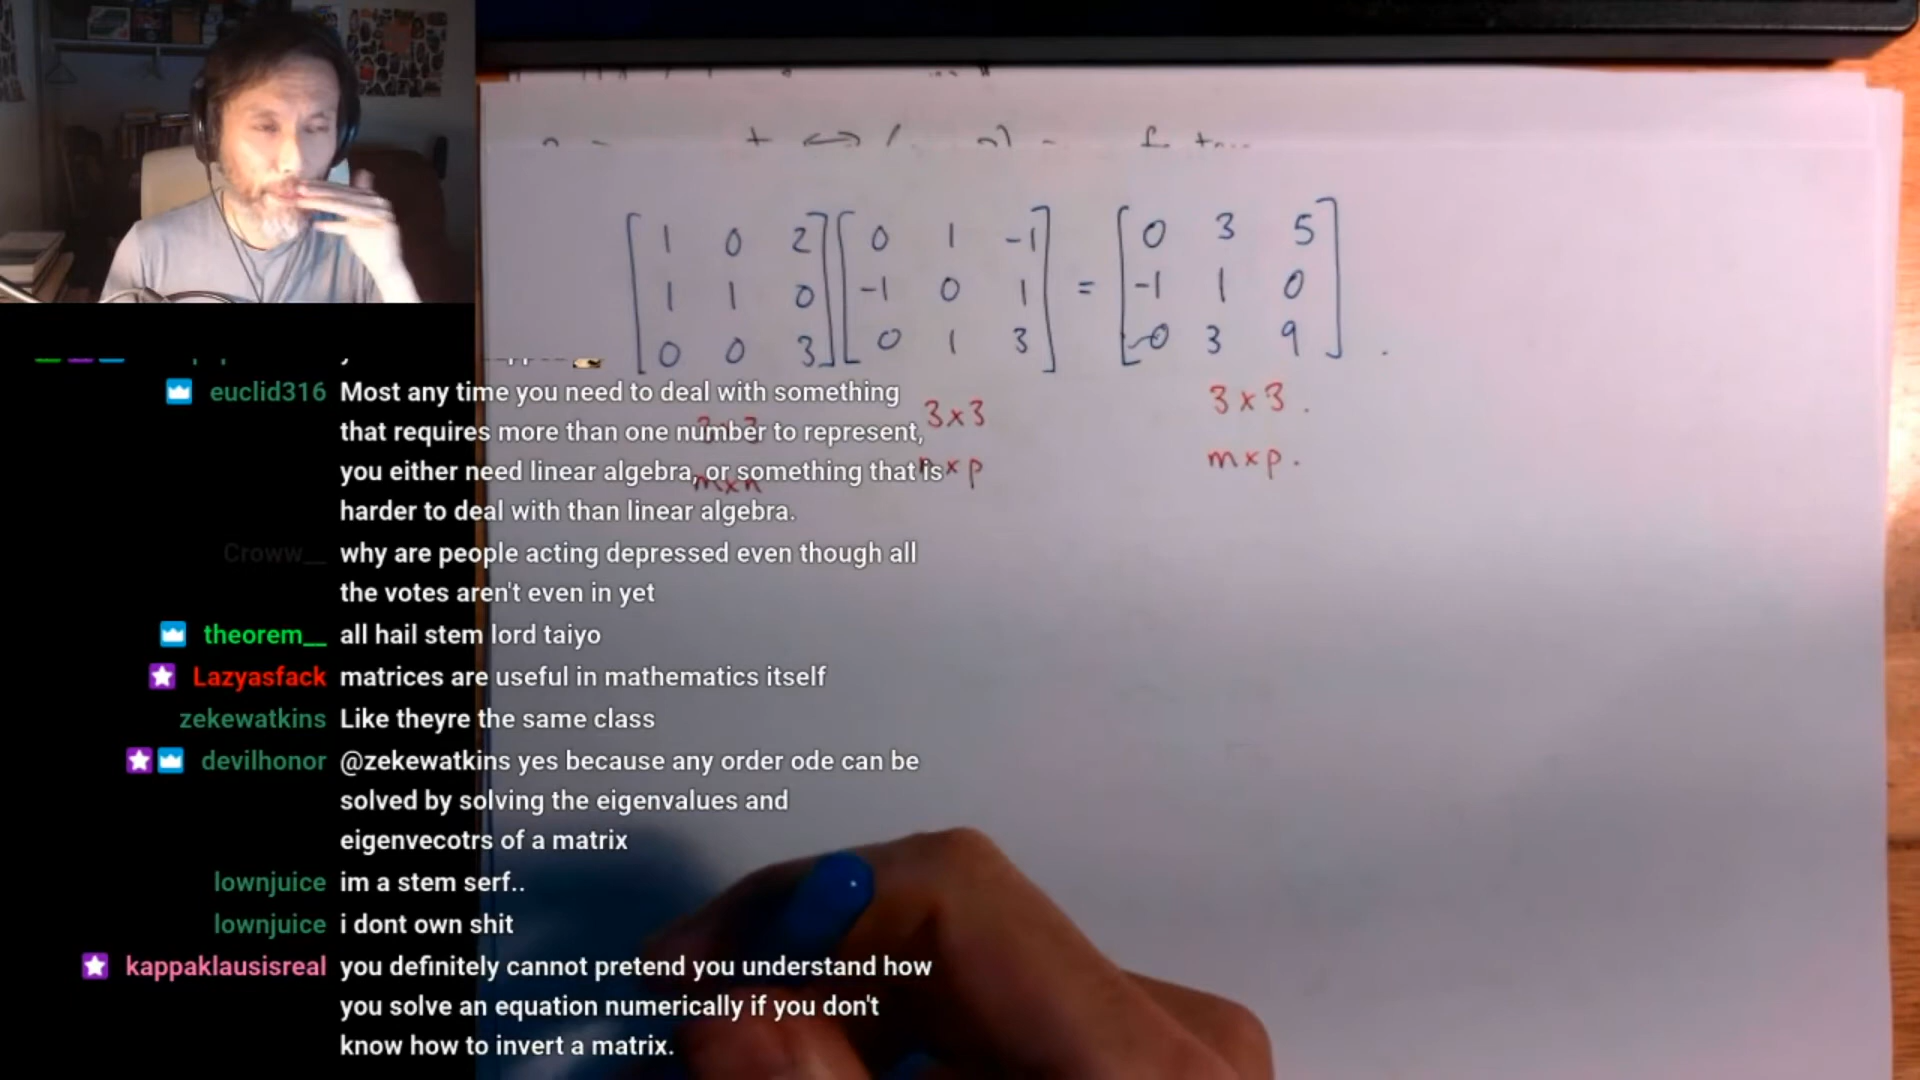 1 0 2 0 1 -1 0 3 5
1 1 0 -1 0 1 = -1 1 0
0 0 3 0 1 3 -0 3 9 .
3x3 3x3 .
mxn xp mxp .
euclid316 Most any time you need to deal with something
that requires more than one number to represent,
you either need linear algebra, or something that is
harder to deal with than linear algebra.
Croww__ why are people acting depressed even though all
the votes aren't even in yet
theorem__ all hail stem lord taiyo
Lazyasfack matrices are useful in mathematics itself
zekewatkins Like theyre the same class
devilhonor @zekewatkins yes because any order ode can be
solved by solving the eigenvalues and
eigenvecotrs of a matrix
lownjuice im a stem serf..
lownjuice i dont own shit
kappaklausisreal you definitely cannot pretend you understand how
you solve an equation numerically if you don't
know how to invert a matrix.